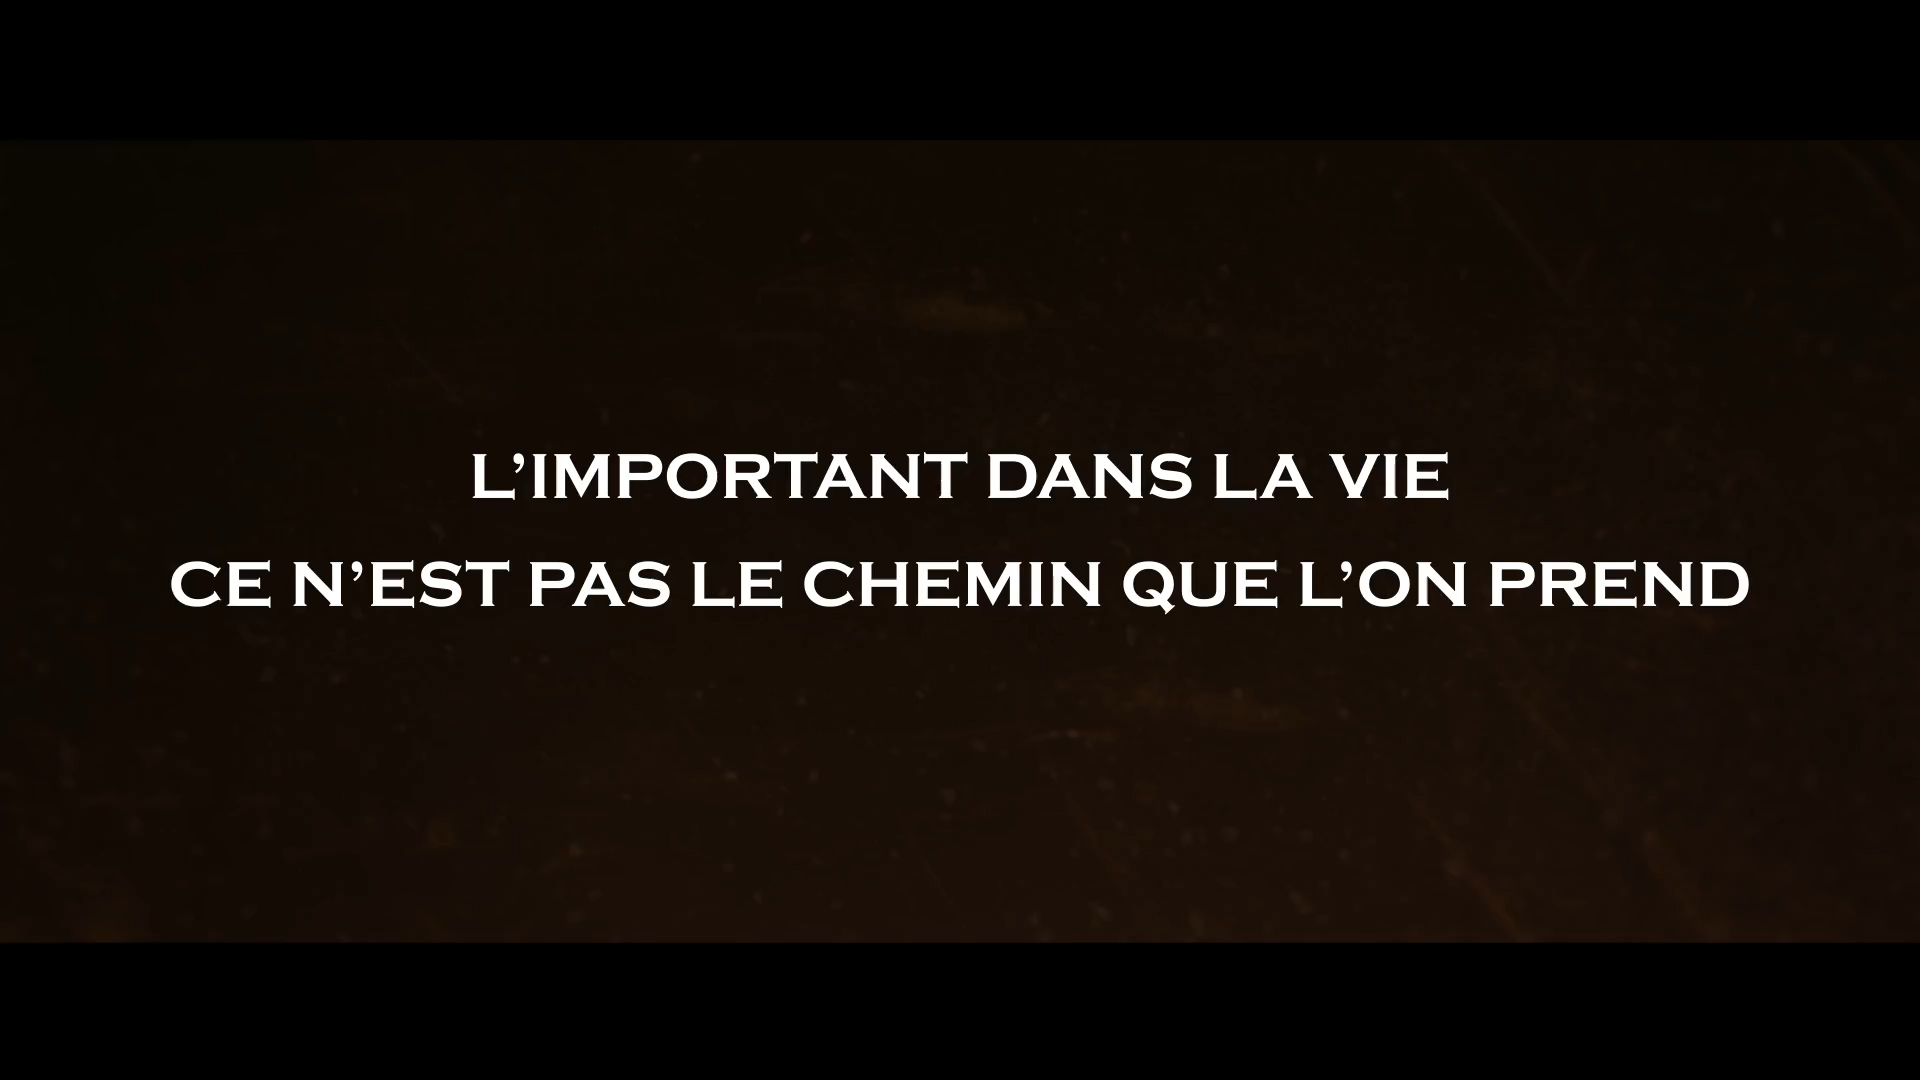 L’IMPORTANT DANS LA VIE
CE N’EST PAS LE CHEMIN QUE L’ON PREND